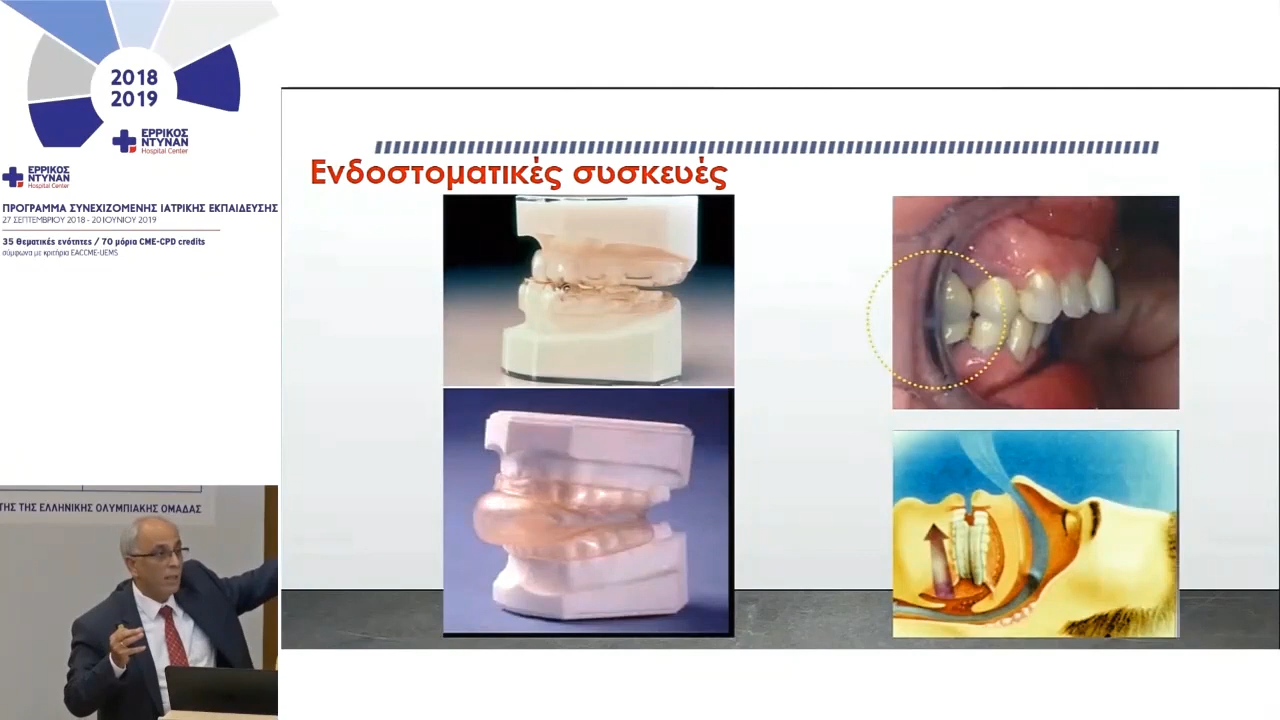 2018
2019
ΕΡΡΙΚΟΣ
ΝΤΥΝΑΝ
Hospital Center
ΕΡΡΙΚΟΣ
ΝΤΥΝΑΝ
Hospital Center
ΠΡΟΓΡΑΜΜΑ ΣΥΝΕΧΙΖΟΜΕΝΗΣ ΙΑΤΡΙΚΗΣ ΕΚΠΑΙΔΕΥΣΗΣ
27 ΣΕΠΤΕΜΒΡΙΟΥ 2018 - 20 ΙΟΥΝΙΟΥ 2019
35 Θεματικές ενότητες / 70 μόρια CME-CPD credits
σύμφωνα με κριτήρια EACCME-UEMS
Ενδοστοματικές συσκευές
ΤΗΣ ΤΗΣ ΕΛΛΗΝΙΚΗΣ ΟΛΥΜΠΙΑΚΗΣ ΟΜΑΔΑΣ